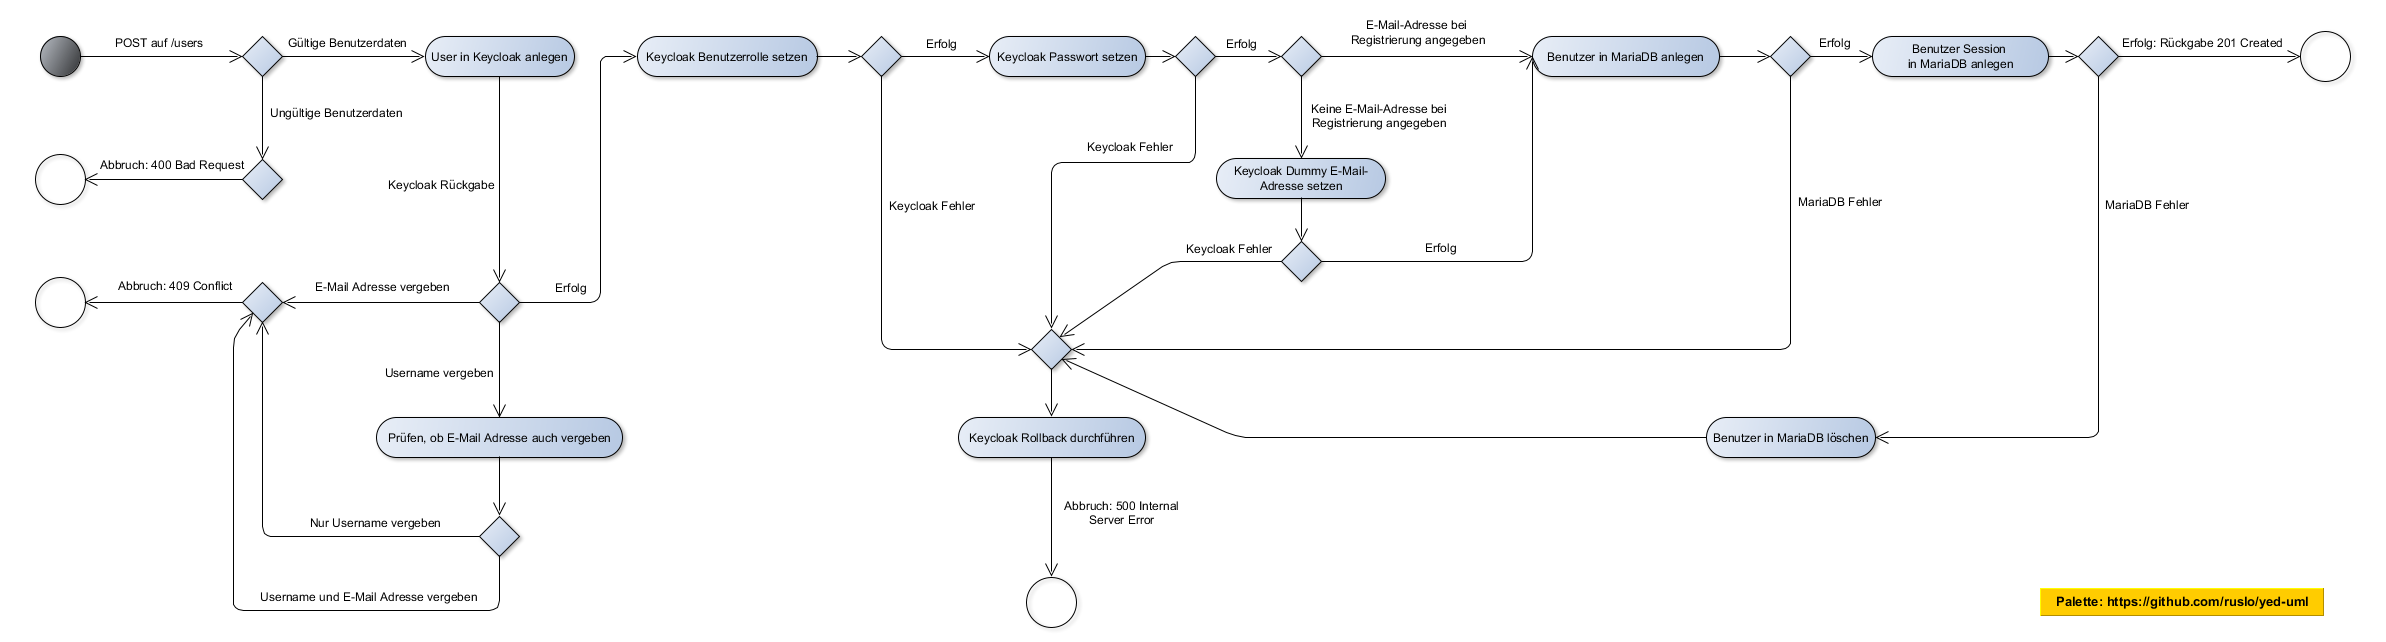 POST auf /users
Gültige Benutzerdaten
User in Keycloak anlegen
Ungültige Benutzerdaten
Abbruch: 400 Bad Request
Keycloak Rückgabe
Abbruch: 409 Conflict
E-Mail Adresse vergeben
Erfolg
Username vergeben
Prüfen, ob E-Mail Adresse auch vergeben
Nur Username vergeben
Username und E-Mail Adresse vergeben
Keycloak Benutzerrolle setzen
Erfolg
Keycloak Passwort setzen
Erfolg
E-Mail-Adresse bei
Registrierung angegeben
Benutzer in MariaDB anlegen
Erfolg
Benutzer Session
in MariaDB anlegen
Erfolg: Rückgabe 201 Created
Keine E-Mail-Adresse bei
Registrierung angegeben
Keycloak Fehler
Keycloak Dummy E-Mail-
Adresse setzen
Keycloak Fehler
MariaDB Fehler
MariaDB Fehler
Keycloak Fehler
Erfolg
Keycloak Rollback durchführen
Benutzer in MariaDB löschen
Abbruch: 500 Internal
Server Error
Palette: https://github.com/ruslo/yed-uml